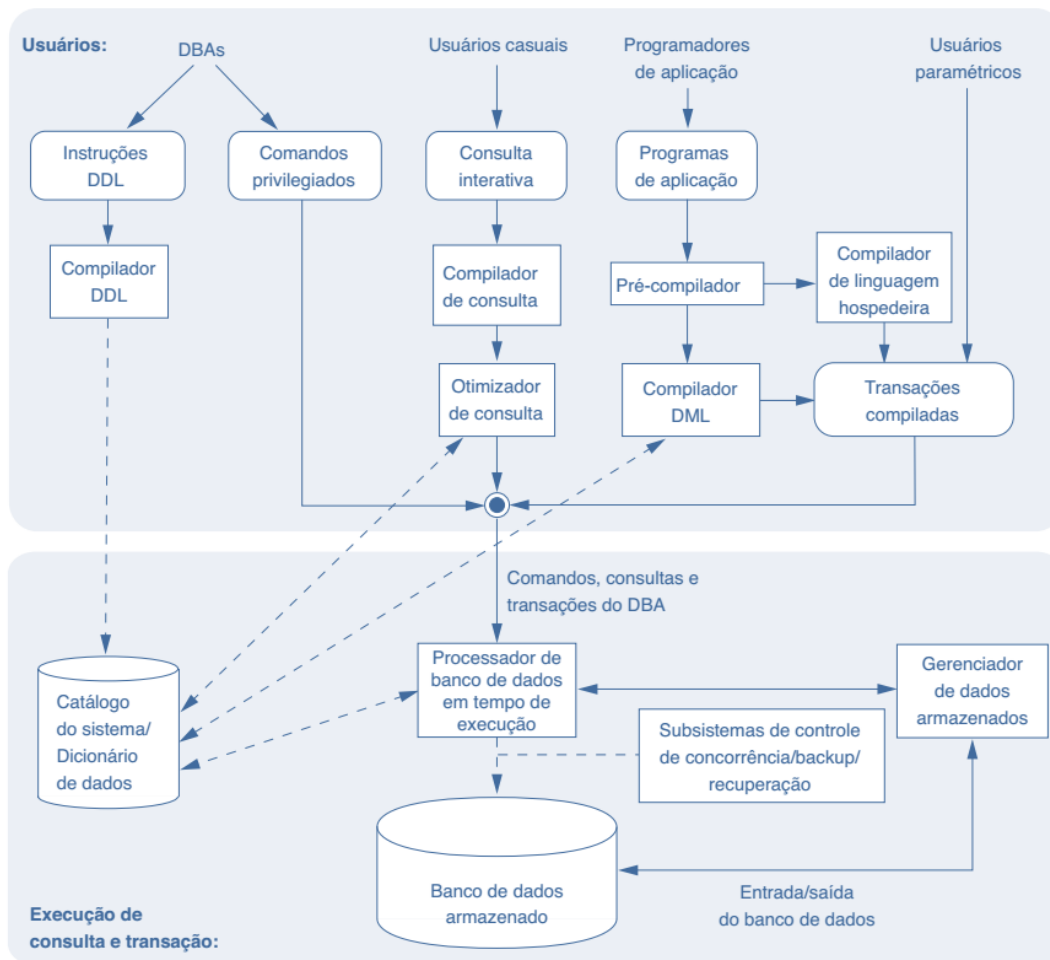 Usuários:
DBAs
Usuários casuais
Programadores
de aplicação
Usuários
paramétricos
Instruções
DDL
Comandos
privilegiados
Consulta
interativa
Programas
de aplicação
Compilador
DDL
Compilador
de consulta
Pré-compilador
Compilador
de linguagem
hospedeira
Otimizador
de consulta
Compilador
DML
Transações
compiladas
Comandos, consultas e
transações do DBA
Catálogo
do sistema/
Dicionário
de dados
Processador de
banco de dados
em tempo de
execução
Gerenciador
de dados
armazenados
Subsistemas de controle
de concorrência/backup/
recuperação
Banco de dados
armazenado
Entrada/saída
do banco de dados
Execução de
consulta e transação: